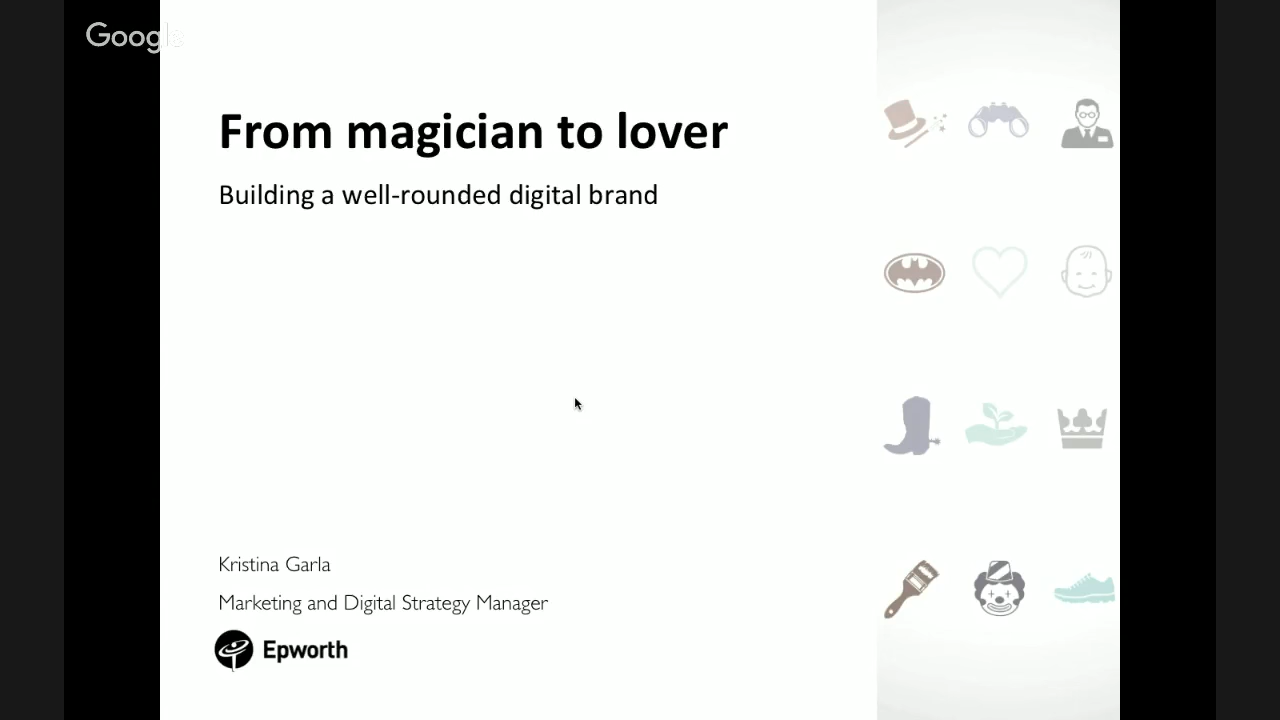 Google
From magician to lover
Building a well-rounded digital brand
Kristina Garla
Marketing and Digital Strategy Manager
Epworth